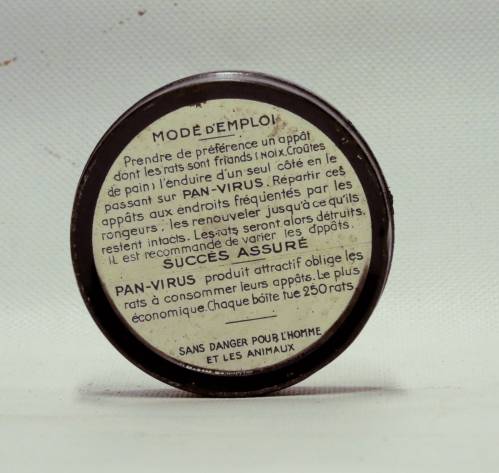 MODE D'EMPLOI
Prendre de préférence un appât
dont les rats sont friands (NOIX, Croûtes
de pain) l'enduire d'un seul côté en le
passant sur PAN-VIRUS. Répartir ces
appâts aux endroits fréquentés par les
rongeurs, les renouveler jusqu'à ce qu'ils
restent intacts. Les rats seront alors détruits.
IL est recommandé de varier les appâts.
SUCCÈS ASSURÉ
PAN-VIRUS produit attractif oblige les
rats à consommer leurs appâts. Le plus
économique. Chaque boîte tue 250 rats
SANS DANGER POUR L'HOMME
ET LES ANIMAUX